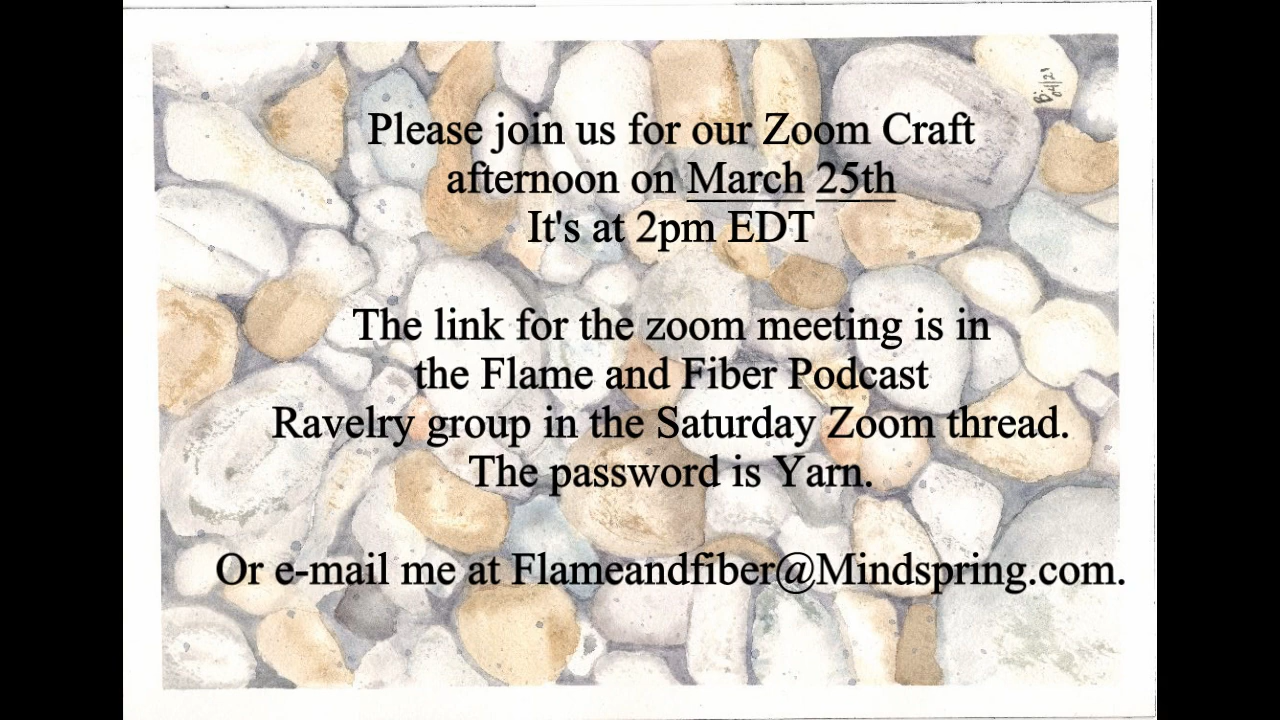 Please join us for our Zoom Craft
afternoon on March 25th
It's at 2pm EDT
The link for the zoom meeting is in
the Flame and Fiber Podcast
Ravelry group in the Saturday Zoom thread.
The password is Yarn.
Or e-mail me at Flameandfiber@Mindspring.com.